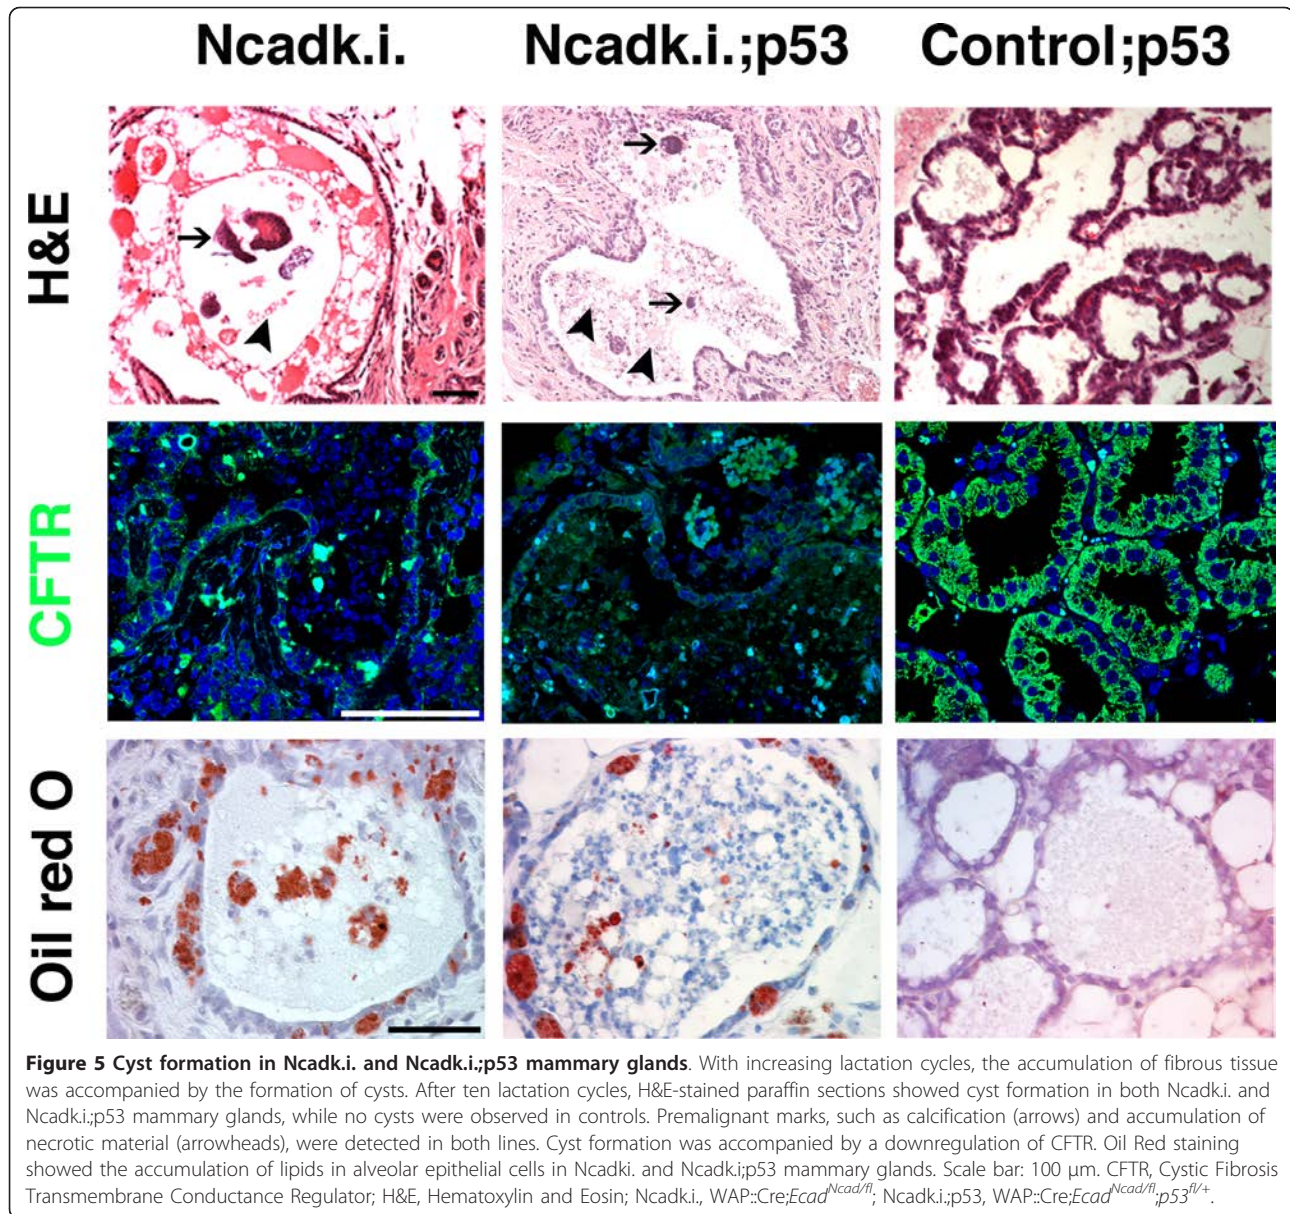 Ncadk.i. Ncadk.i.;p53 Control;p53
H&E
CFTR
Oil red O
Figure 5 Cyst formation in Ncadk.i. and Ncadk.i.;p53 mammary glands. With increasing lactation cycles, the accumulation of fibrous tissue
was accompanied by the formation of cysts. After ten lactation cycles, H&E-stained paraffin sections showed cyst formation in both Ncadk.i. and
Ncadk.i.;p53 mammary glands, while no cysts were observed in controls. Premalignant marks, such as calcification (arrows) and accumulation of
necrotic material (arrowheads), were detected in both lines. Cyst formation was accompanied by a downregulation of CFTR. Oil Red staining
showed the accumulation of lipids in alveolar epithelial cells in Ncadki. and Ncadk.i;p53 mammary glands. Scale bar: 100 μm. CFTR, Cystic Fibrosis
Transmembrane Conductance Regulator; H&E, Hematoxylin and Eosin; Ncadk.i., WAP::Cre;Ecad^Ncad/fl; Ncadk.i.;p53, WAP::Cre;Ecad^Ncad/fl;p53^fl/+.